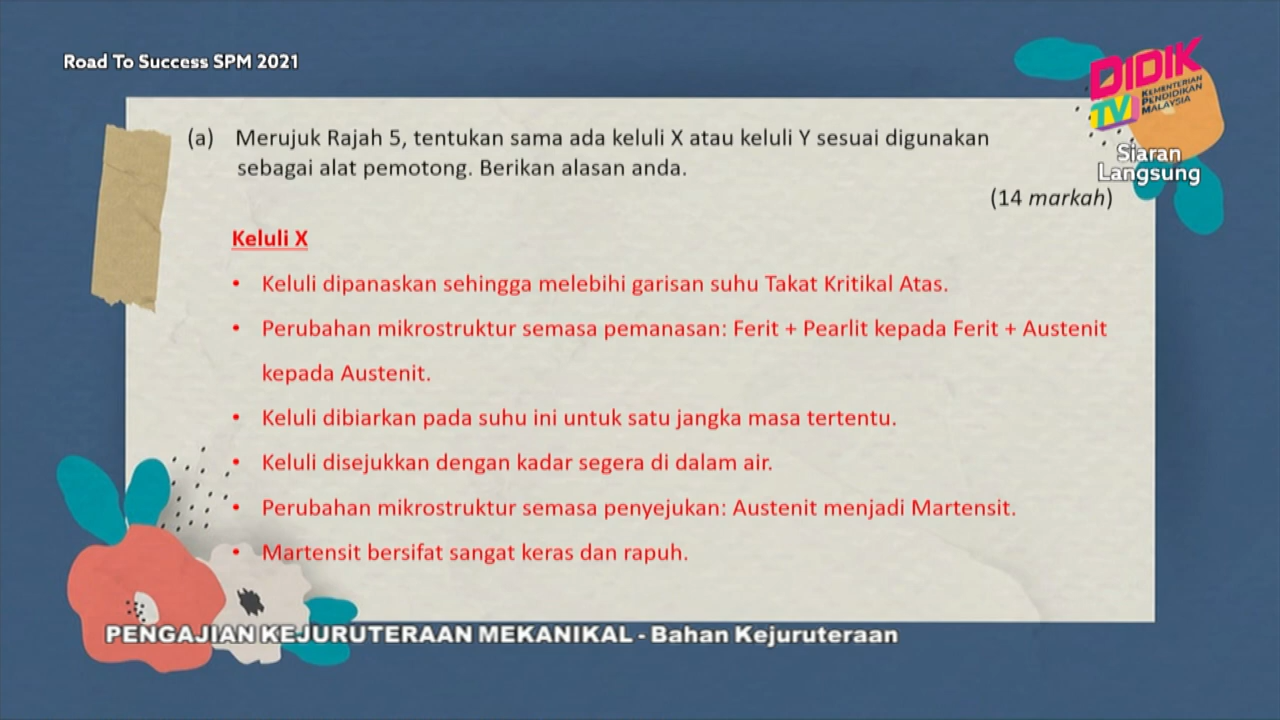 Road To Success SPM 2021
DIDIK
TV
KEMENTERIAN
PENDIDIKAN
MALAYSIA
Siaran
Langsung
(a) Merujuk Rajah 5, tentukan sama ada keluli X atau keluli Y sesuai digunakan
sebagai alat pemotong. Berikan alasan anda.
(14 markah)
Keluli X
• Keluli dipanaskan sehingga melebihi garisan suhu Takat Kritikal Atas.
• Perubahan mikrostruktur semasa pemanasan: Ferit + Pearlit kepada Ferit + Austenit
kepada Austenit.
• Keluli dibiarkan pada suhu ini untuk satu jangka masa tertentu.
• Keluli disejukkan dengan kadar segera di dalam air.
• Perubahan mikrostruktur semasa penyejukan: Austenit menjadi Martensit.
• Martensit bersifat sangat keras dan rapuh.
PENGAJIAN KEJURUTERAAN MEKANIKAL - Bahan Kejuruteraan